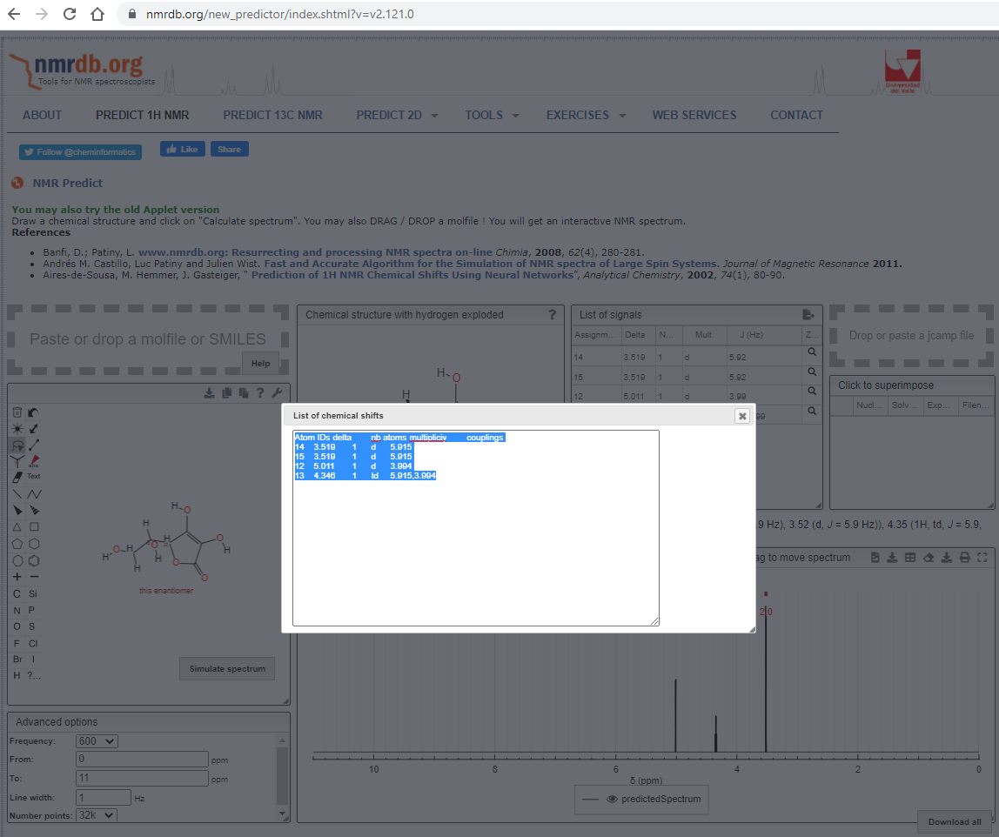 nmrdb.org/new_predictor/index.shtml?v=v2.121.0
nmrdb.org
Tools for NMR spectroscopists
Universidad
del Valle
ABOUT PREDICT 1H NMR PREDICT 13C NMR PREDICT 2D TOOLS EXERCISES WEB SERVICES CONTACT
Follow @cheminformatics Like Share
NMR Predict
You may also try the old Applet version
Draw a chemical structure and click on "Calculate spectrum". You may also DRAG / DROP a molfile ! You will get an interactive NMR spectrum.
References
Banfi, D.; Patiny, L. www.nmrdb.org: Resurrecting and processing NMR spectra on-line Chimia, 2008, 62(4), 280-281.
Andrés M. Castillo, Luc Patiny and Julien Wist. Fast and Accurate Algorithm for the Simulation of NMR spectra of Large Spin Systems. Journal of Magnetic Resonance 2011.
Aires-de-Sousa, M. Hemmer, J. Gasteiger, “ Prediction of 1H NMR Chemical Shifts Using Neural Networks”, Analytical Chemistry, 2002, 74(1), 80-90.
Paste or drop a molfile or SMILES
Help
Chemical structure with hydrogen exploded ?
H O
H
List of signals
Assignm... Delta N... Mult J (Hz) Z...
14 3.519 1 d 5.92
15 3.519 1 d 5.92
12 5.011 1 d 3.99
99
Drop or paste a jcamp file
Click to superimpose
Nucl... Solv... Exp... Filen...
List of chemical shifts
Atom IDs delta nb atoms multipliciv couplings
14 3.519 1 d 5.915
15 3.519 1 d 5.915
12 5.011 1 d 3.994
13 4.346 1 td 5.915,3.994
?
abc
Text
C Si
N P
O S
F Cl
Br I
H ?...
H O
H H O
H O H O R H
H H O O
this enantiomer
Simulate spectrum
.9 Hz), 3.52 (d, J = 5.9 Hz)), 4.35 (1H, td, J = 5.9,
ag to move spectrum
2.0
10 8 6 4 2 0
δ (ppm)
predictedSpectrum
Download all
Advanced options
Frequency: 600
From: 0 ppm
To: 11 ppm
Line width: 1 Hz
Number points: 32k